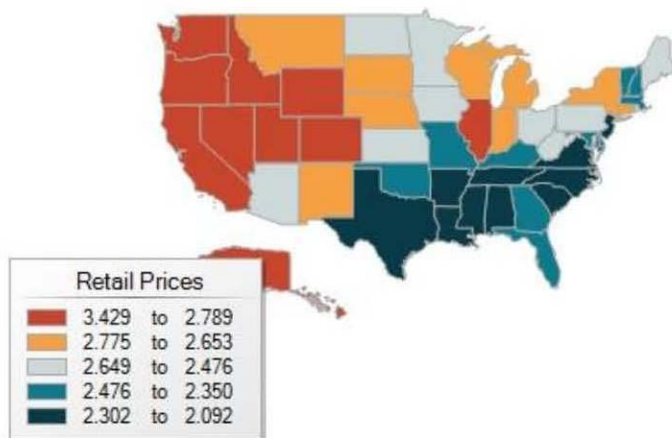 Retail Prices
3.429 to 2.789
2.775 to 2.653
2.649 to 2.476
2.476 to 2.350
2.302 to 2.092